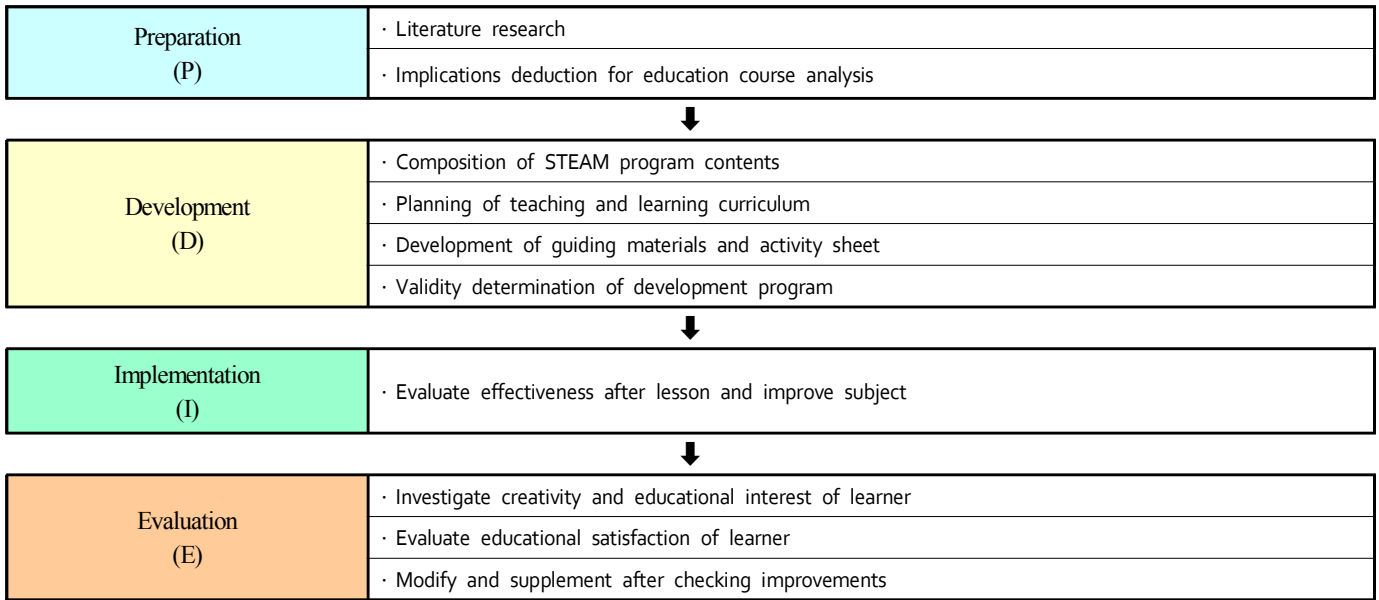 Preparation
(P)
· Literature research
· Implications deduction for education course analysis
Development
(D)
· Composition of STEAM program contents
· Planning of teaching and learning curriculum
· Development of guiding materials and activity sheet
· Validity determination of development program
Implementation
(I)
· Evaluate effectiveness after lesson and improve subject
Evaluation
(E)
· Investigate creativity and educational interest of learner
· Evaluate educational satisfaction of learner
· Modify and supplement after checking improvements